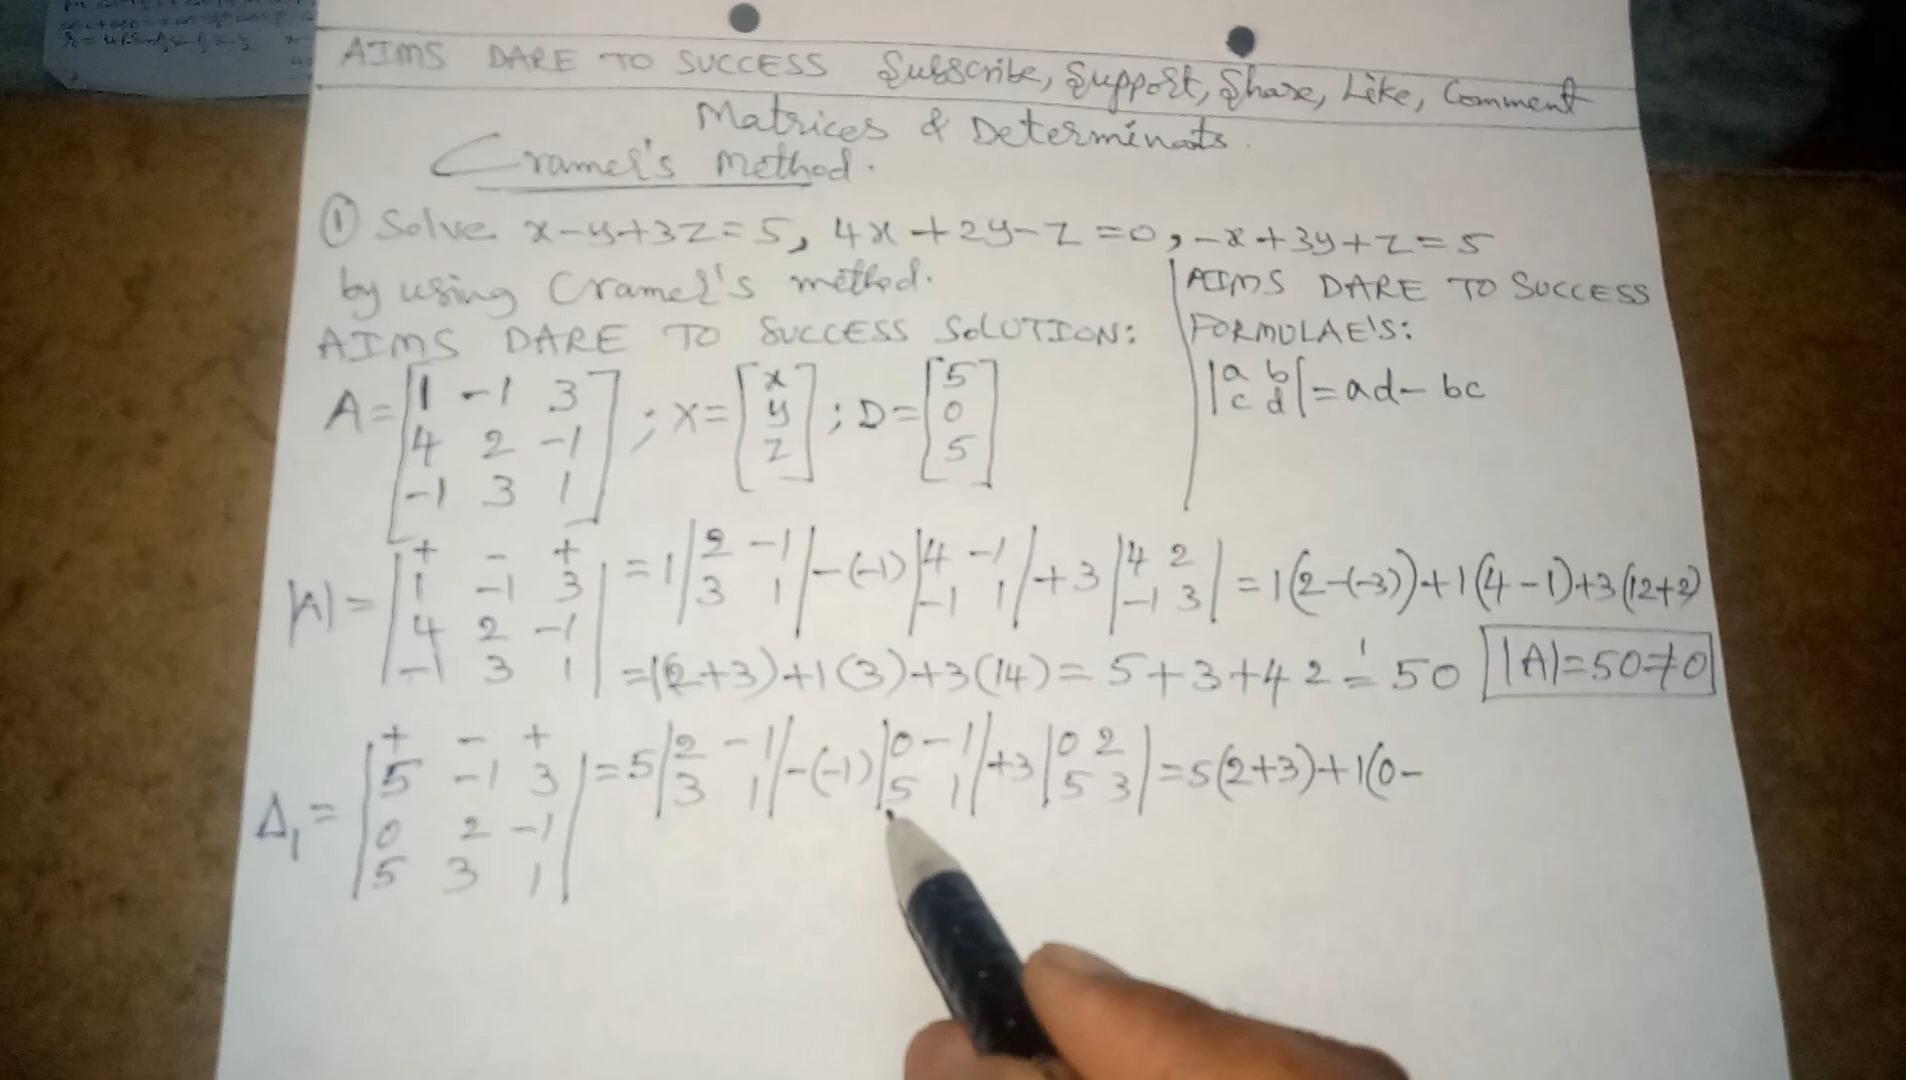 AIMS DARE TO SUCCESS Subscribe, Support, Share, Like, Comment
Matrices & Determinats.
Cramer's Method.
① Solve x-y+3z=5, 4x+2y-z=0, -x+3y+z=5
by using Cramer's method.
AIMS DARE TO SUCCESS SOLUTION:
AIMS DARE TO SUCCESS
FORMULAE'S:
|a b|
|c d| = ad - bc
A = [1 -1 3; 4 2 -1; -1 3 1] ; X = [x; y; z] ; D = [5; 0; 5]
+ - +
|A| = |1 -1 3; 4 2 -1; -1 3 1| = 1|2 -1; 3 1| -(-1)|4 -1; -1 1| +3|4 2; -1 3| = 1(2-(-3))+1(4-1)+3(12+2)
= 1(2+3)+1(3)+3(14) = 5+3+42 = 50 |A|=50≠0
+ - +
Δ₁ = |5 -1 3; 0 2 -1; 5 3 1| = 5|2 -1; 3 1| -(-1)|0 -1; 5 1| +3|0 2; 5 3| = 5(2+3)+1(0-